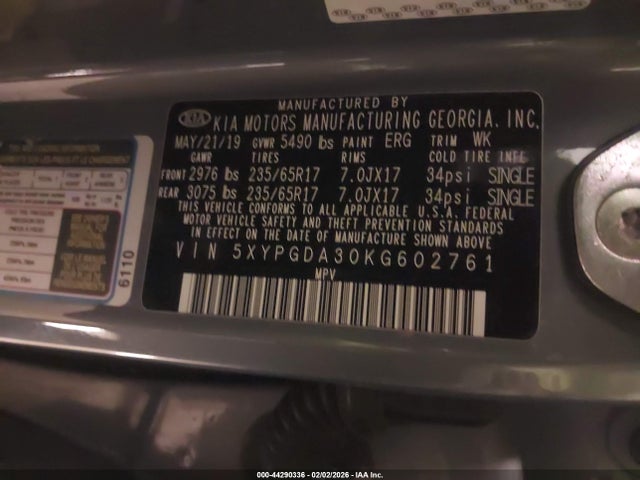 MANUFACTURED BY
KIA KIA MOTORS MANUFACTURING GEORGIA, INC.
MAY/21/19 GVWR 5490 lbs PAINT ERG TRIM WK
GAWR TIRES RIMS COLD TIRE INFL
FRONT 2976 lbs 235/65R17 7.0JX17 34psi SINGLE
REAR 3075 lbs 235/65R17 7.0JX17 34psi SINGLE
THIS VEHICLE CONFORMS TO ALL APPLICABLE U.S.A. FEDERAL
MOTOR VEHICLE SAFETY AND THEFT PREVENTION STANDARDS
IN EFFECT ON THE DATE OF MANUFACTURE SHOWN ABOVE
VIN 5XYPGDA30KG602761
MPV
6110
000-44290336 - 02/02/2026 - IAA Inc.